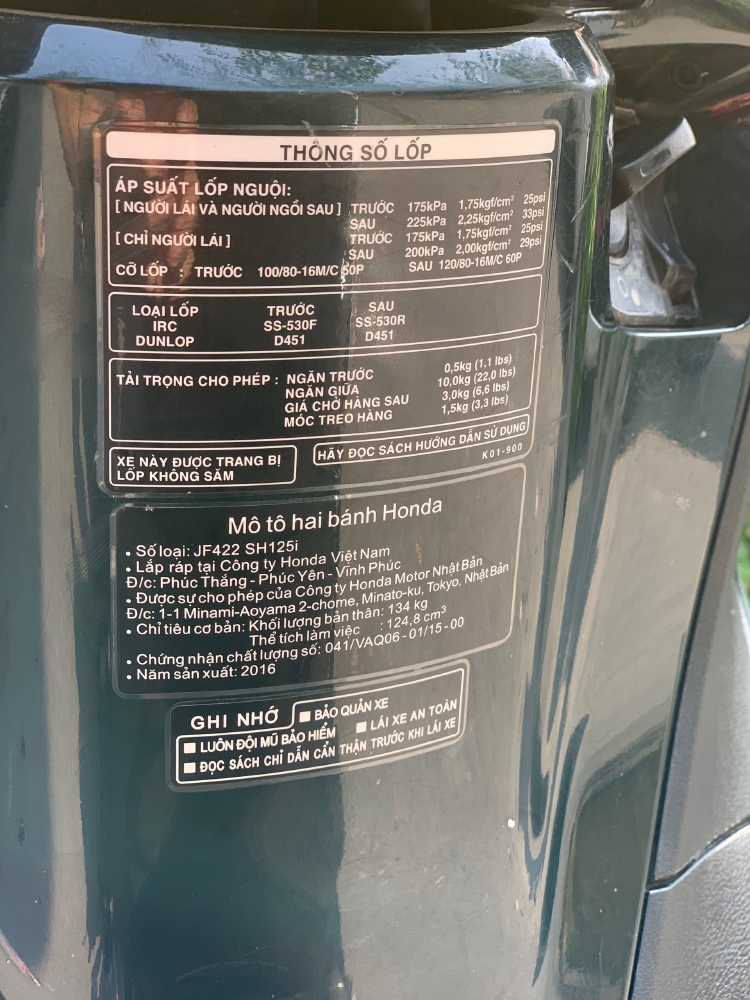 THÔNG SỐ LỐP
ÁP SUẤT LỐP NGUỘI:
[ NGƯỜI LÁI VÀ NGƯỜI NGỒI SAU ] TRƯỚC 175kPa 1,75kgf/cm² 25psi
SAU 225kPa 2,25kgf/cm² 33psi
[ CHỈ NGƯỜI LÁI ] TRƯỚC 175kPa 1,75kgf/cm² 25psi
SAU 200kPa 2,00kgf/cm² 29psi
CỠ LỐP : TRƯỚC 100/80-16M/C 50P SAU 120/80-16M/C 60P
LOẠI LỐP TRƯỚC SAU
IRC SS-530F SS-530R
DUNLOP D451 D451
TẢI TRỌNG CHO PHÉP : NGĂN TRƯỚC 0,5kg (1,1 lbs)
NGĂN GIỮA 10,0kg (22,0 lbs)
GIÁ CHỞ HÀNG SAU 3,0kg (6,6 lbs)
MÓC TREO HÀNG 1,5kg (3,3 lbs)
XE NÀY ĐƯỢC TRANG BỊ
LỐP KHÔNG SĂM
HÃY ĐỌC SÁCH HƯỚNG DẪN SỬ DỤNG
K01-900
Mô tô hai bánh Honda
• Số loại: JF422 SH125i
• Lắp ráp tại Công ty Honda Việt Nam
Đ/c: Phúc Thắng - Phúc Yên - Vĩnh Phúc
• Được sự cho phép của Công ty Honda Motor Nhật Bản
Đ/c: 1-1 Minami-Aoyama 2-chome, Minato-ku, Tokyo, Nhật Bản
• Chỉ tiêu cơ bản: Khối lượng bản thân: 134 kg
Thể tích làm việc : 124,8 cm³
• Chứng nhận chất lượng số: 041/VAQ06 - 01/15 - 00
• Năm sản xuất: 2016
GHI NHỚ ■ BẢO QUẢN XE
■ LUÔN ĐỘI MŨ BẢO HIỂM ■ LÁI XE AN TOÀN
■ ĐỌC SÁCH CHỈ DẪN CẨN THẬN TRƯỚC KHI LÁI XE